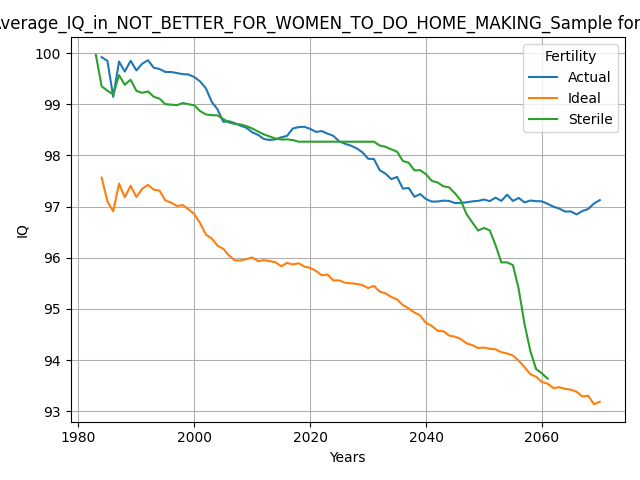 Average_IQ_in_NOT_BETTER_FOR_WOMEN_TO_DO_HOME_MAKING_Sample for
Fertility
Actual
Ideal
Sterile
100
99
98
97
96
95
94
93
IQ
1980
2000
2020
2040
2060
Years